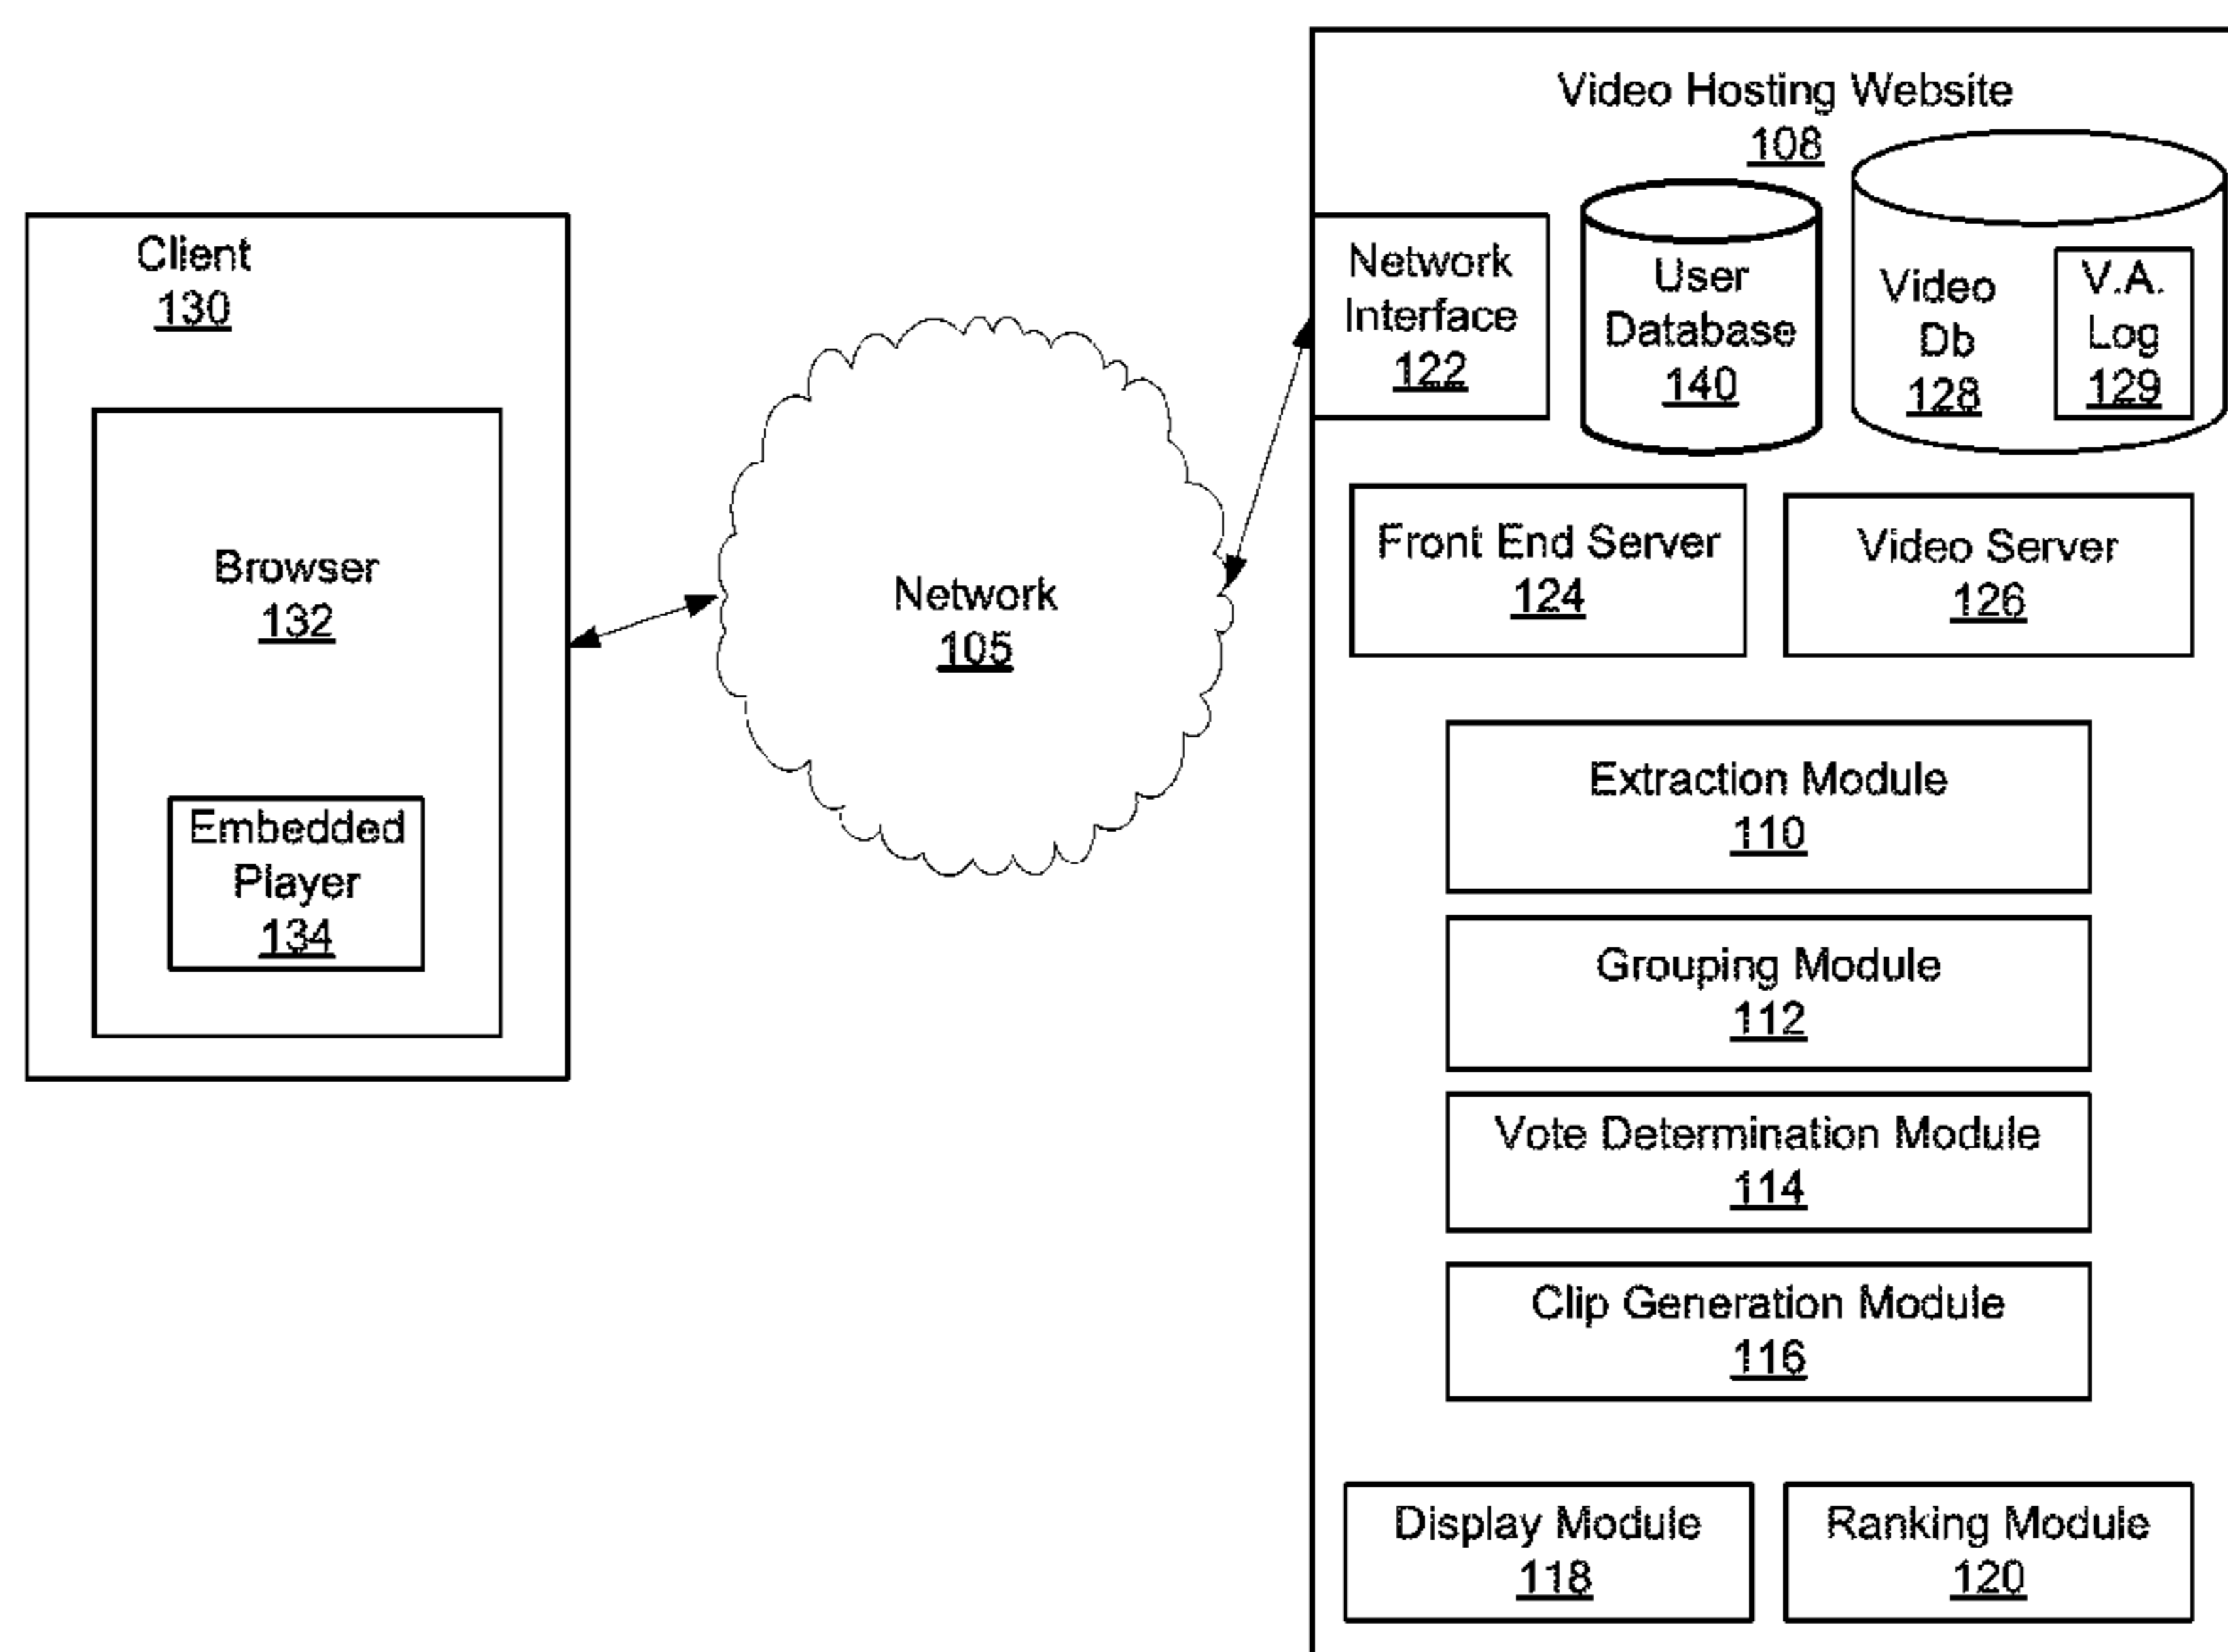 Video Hosting Website
108
Client
130
Browser
132
Embedded
Player
134
Network
105
Network
Interface
122
User
Database
140
Video
Db
128
V.A.
Log
129
Front End Server
124
Video Server
126
Extraction Module
110
Grouping Module
112
Vote Determination Module
114
Clip Generation Module
116
Display Module
118
Ranking Module
120